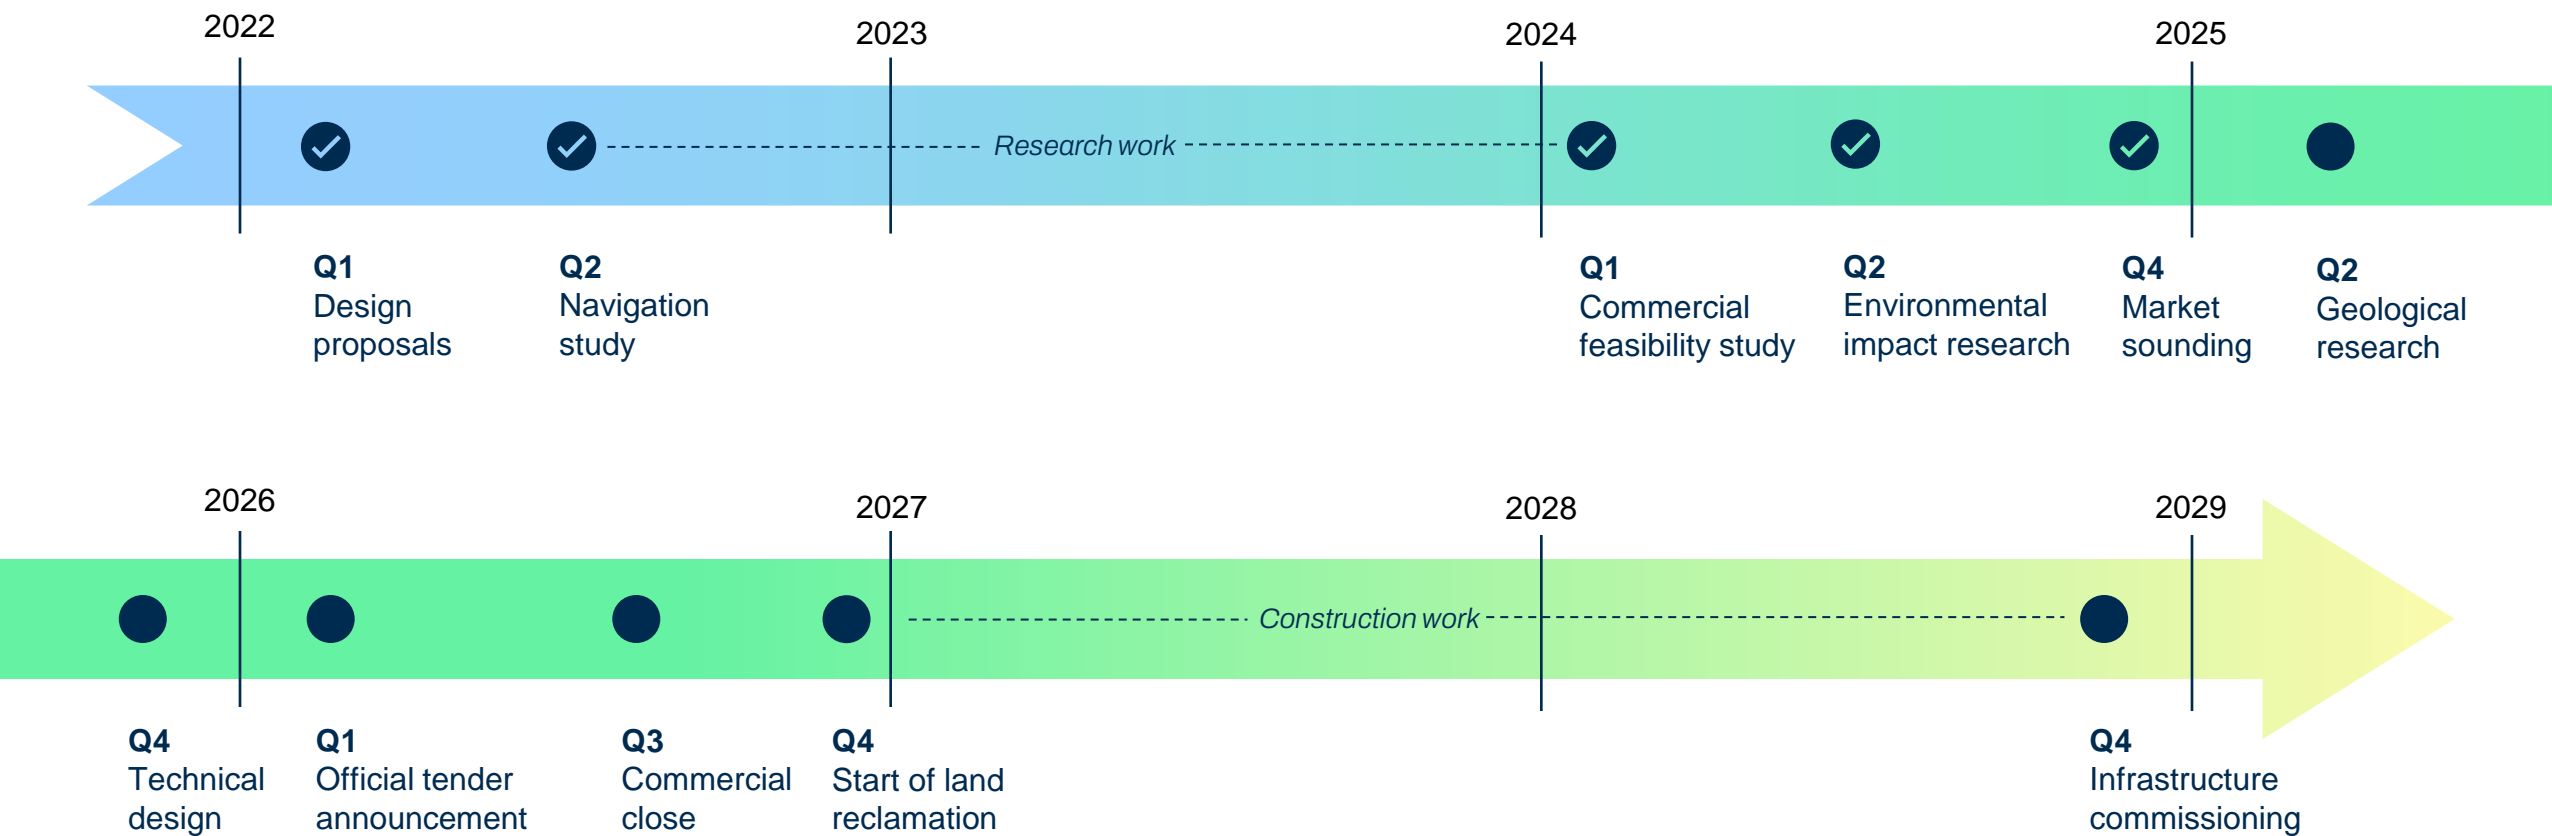 2022
2023
2024
2025
Research work
Q1
Design
proposals
Q2
Navigation
study
Q1
Commercial
feasibility study
Q2
Environmental
impact research
Q4
Market
sounding
Q2
Geological
research
2026
2027
2028
2029
Construction work
Q4
Technical
design
Q1
Official tender
announcement
Q3
Commercial
close
Q4
Start of land
reclamation
Q4
Infrastructure
commissioning